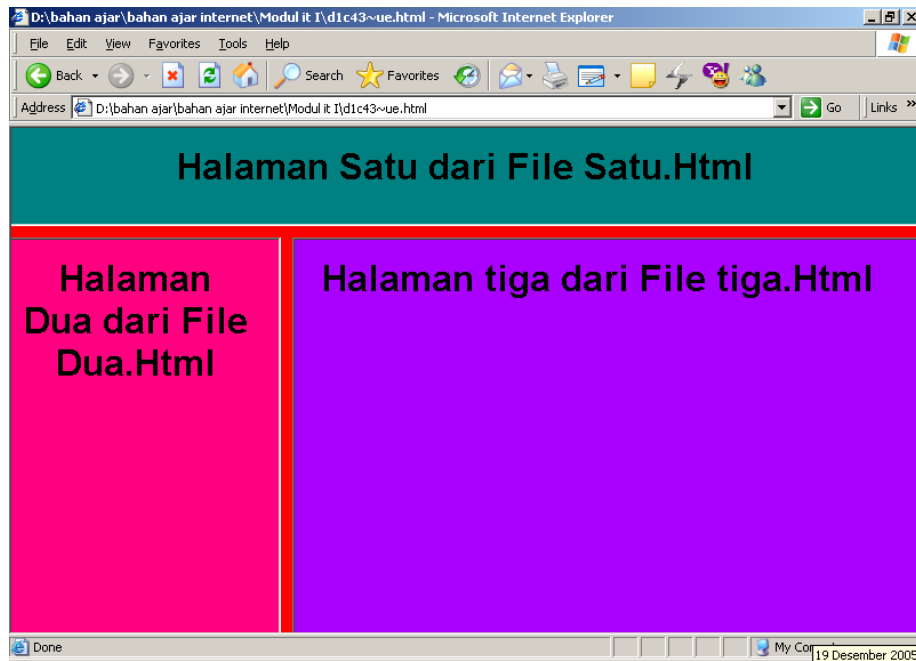 D:\bahan ajar\bahan ajar internet\Modul it I\d1c43~ue.html - Microsoft Internet Explorer
File Edit View Favorites Tools Help
Back Search Favorites
Address D:\bahan ajar\bahan ajar internet\Modul it I\d1c43~ue.html Go Links »
Halaman Satu dari File Satu.Html
Halaman
Dua dari File
Dua.Html
Halaman tiga dari File tiga.Html
Done
My
19 Desember 2005